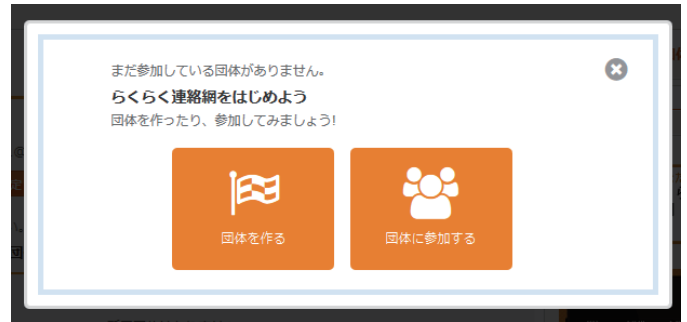 まだ参加している団体がありません。
らくらく連絡網をはじめよう
団体を作ったり、参加してみましょう!
団体を作る
団体に参加する